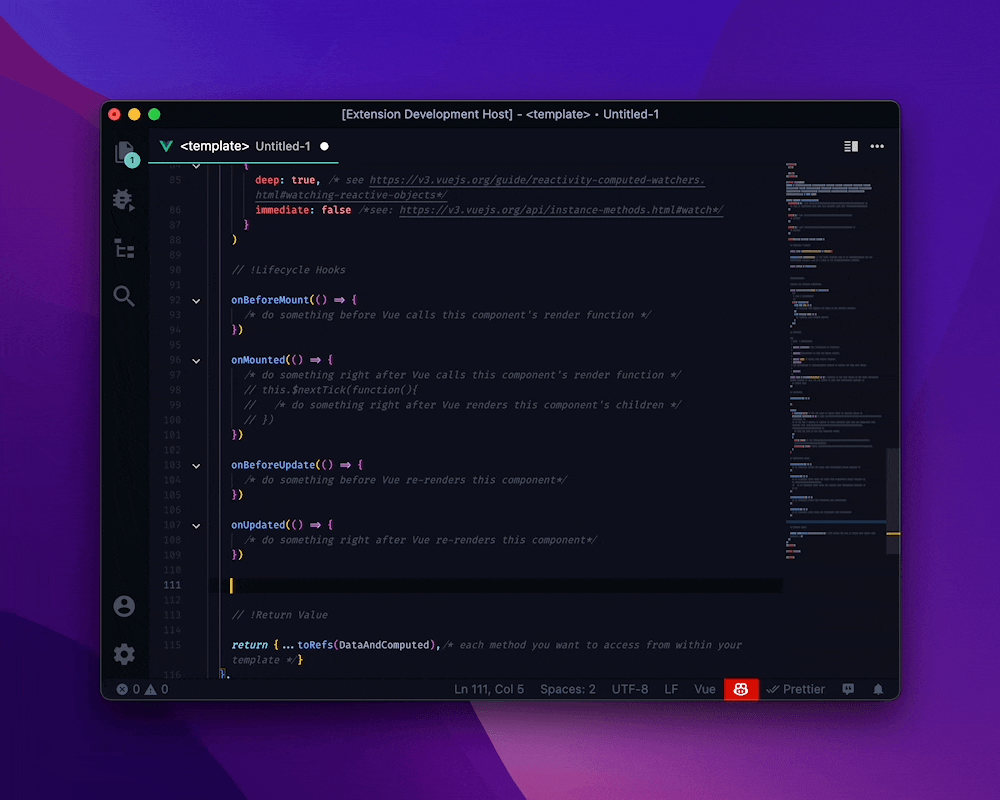 [Extension Development Host] - <template> • Untitled-1
<template> Untitled-1
1
{
85 deep: true, /* see https://v3.vuejs.org/guide/reactivity-computed-watchers.
html#watching-reactive-objects*/
86 immediate: false /*see: https://v3.vuejs.org/api/instance-methods.html#watch*/
87 }
88 )
89
90 // !Lifecycle Hooks
91
92 onBeforeMount(() => {
93 /* do something before Vue calls this component's render function */
94 })
95
96 onMounted(() => {
97 /* do something right after Vue calls this component's render function */
98 // this.$nextTick(function(){
99 // /* do something right after Vue renders this component's children */
100 // })
101 })
102
103 onBeforeUpdate(() => {
104 /* do something before Vue re-renders this component*/
105 })
106
107 onUpdated(() => {
108 /* do something right after Vue re-renders this component*/
109 })
110
111
112
113 // !Return Value
114
115 return {...toRefs(DataAndComputed),/* each method you want to access from within your
template */}
116 },
0 0 Ln 111, Col 5 Spaces: 2 UTF-8 LF Vue Prettier